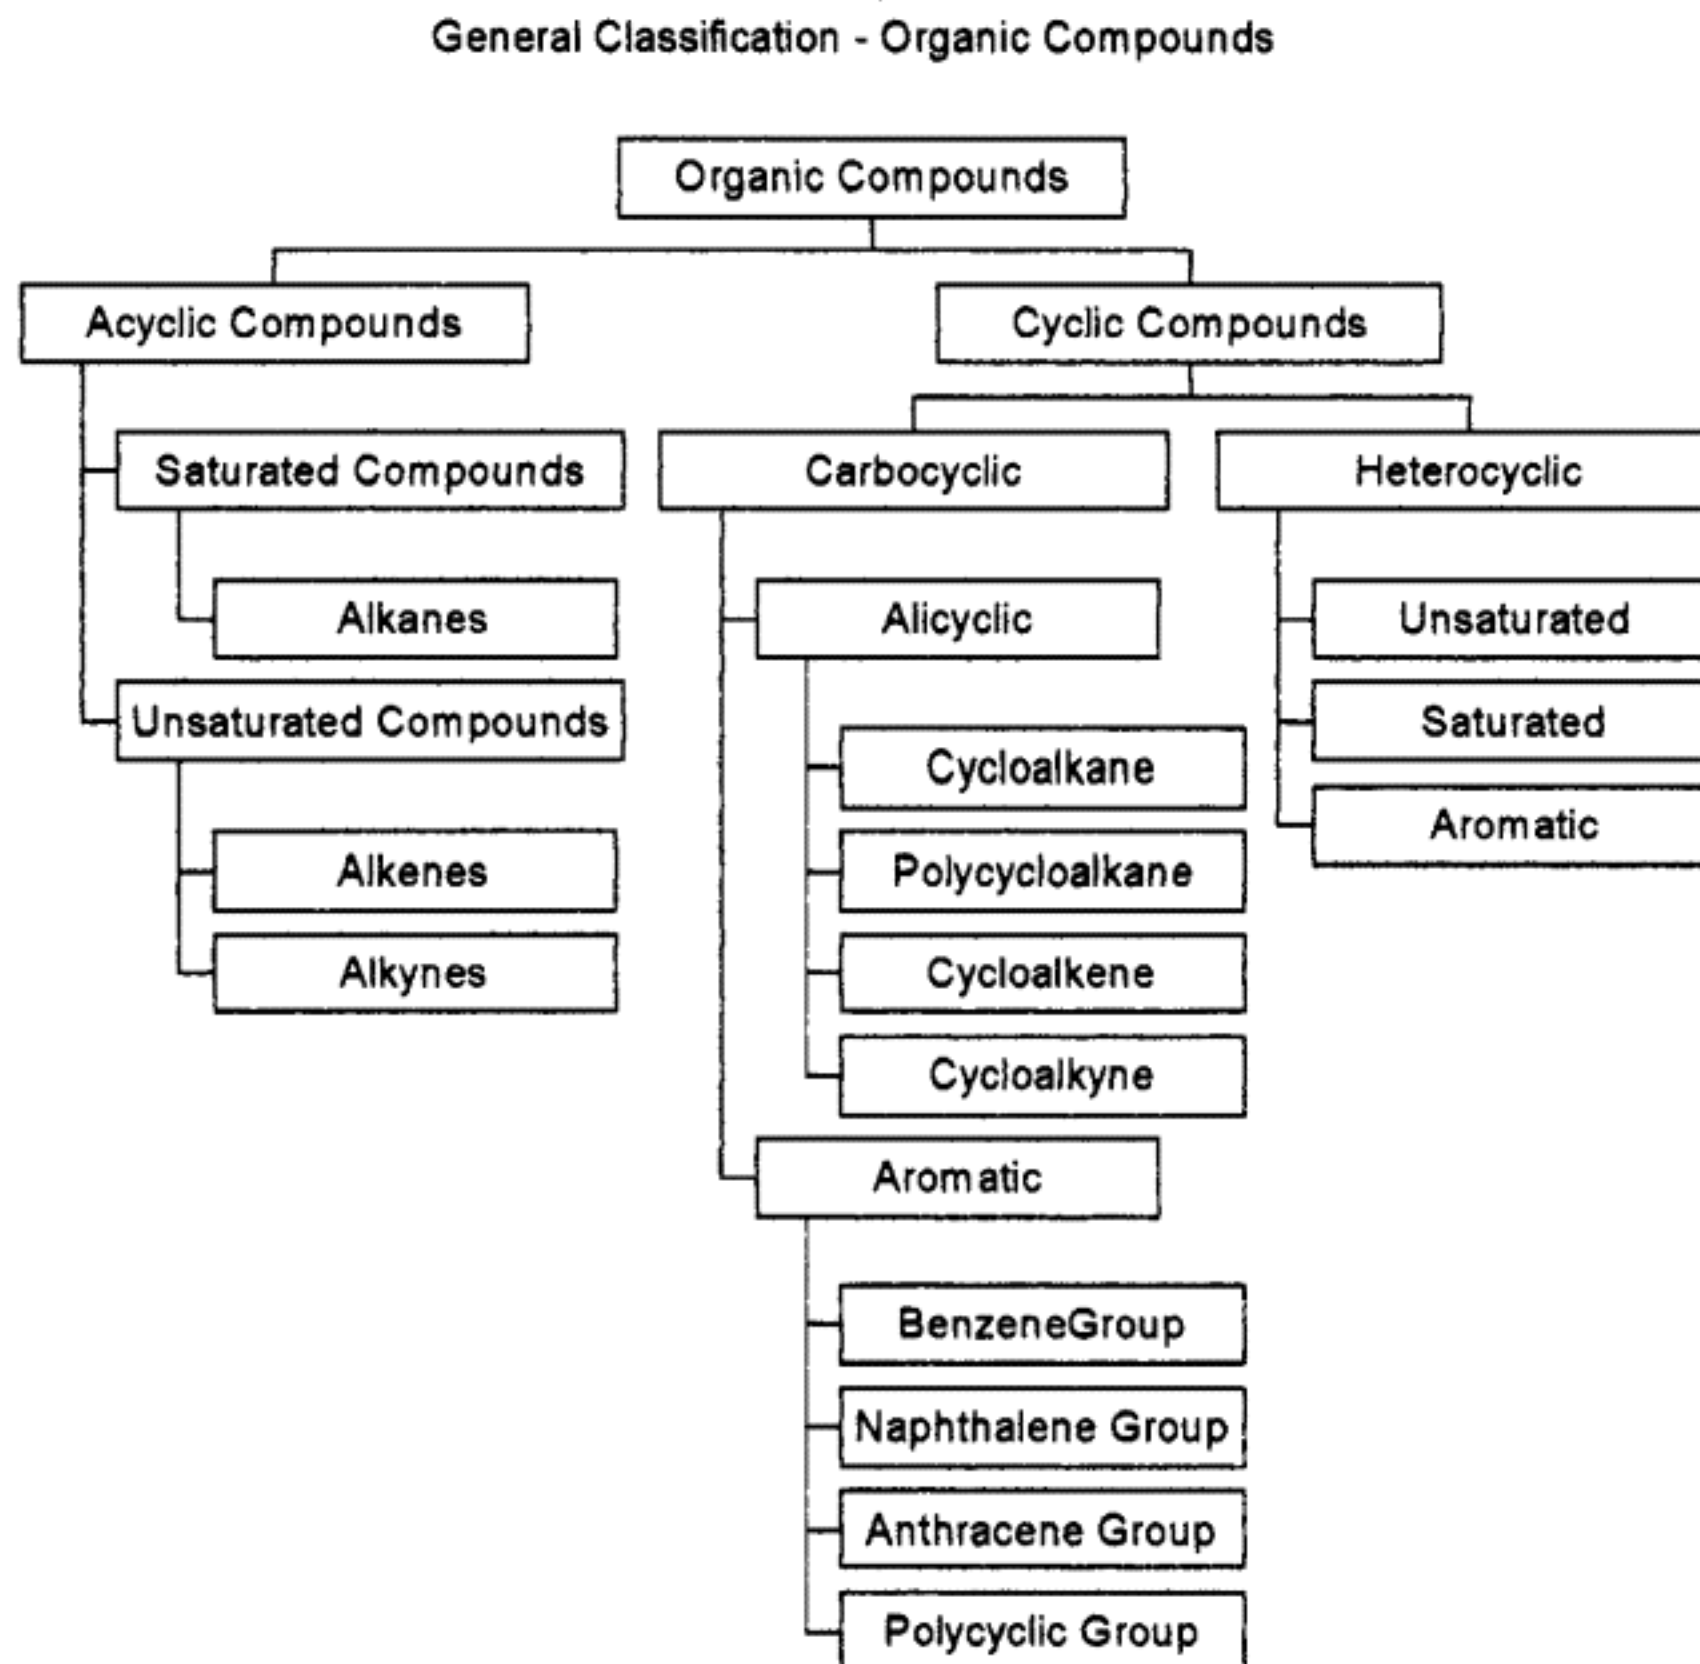 General Classification - Organic Compounds
Organic Compounds
Acyclic Compounds
Cyclic Compounds
Saturated Compounds
Carbocyclic
Heterocyclic
Alkanes
Alicyclic
Unsaturated
Unsaturated Compounds
Saturated
Cycloalkane
Aromatic
Alkenes
Polycycloalkane
Alkynes
Cycloalkene
Cycloalkyne
Aromatic
BenzeneGroup
Naphthalene Group
Anthracene Group
Polycyclic Group